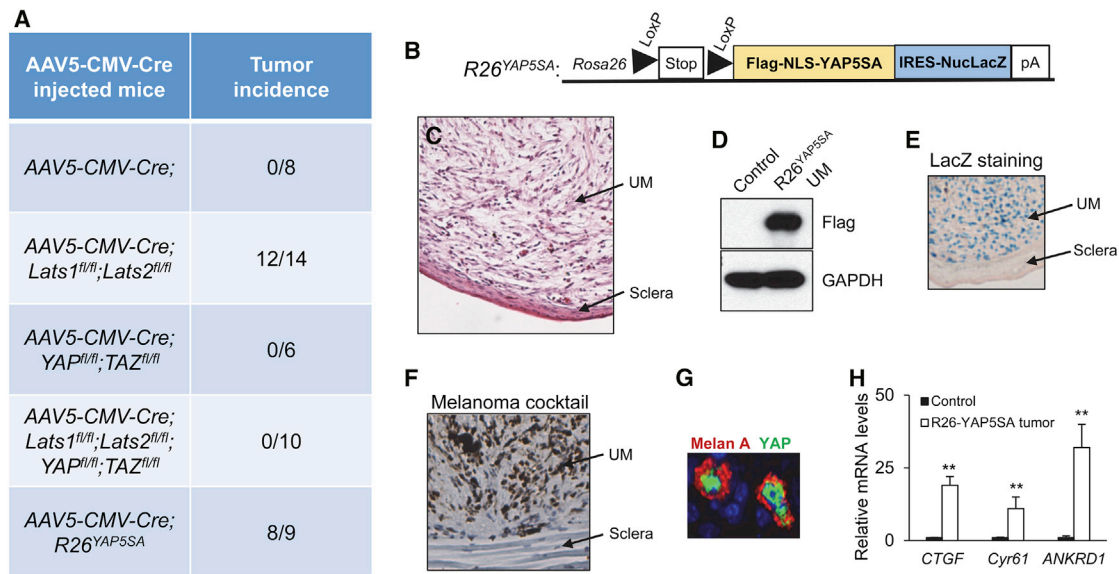 A
AAV5-CMV-Cre injected mice
Tumor incidence
AAV5-CMV-Cre;
0/8
AAV5-CMV-Cre;
Lats1fl/fl;Lats2fl/fl
12/14
AAV5-CMV-Cre;
YAPfl/fl;TAZfl/fl
0/6
AAV5-CMV-Cre;
Lats1fl/fl;Lats2fl/fl;
YAPfl/fl;TAZfl/fl
0/10
AAV5-CMV-Cre;
R26YAP5SA
8/9
B
R26YAP5SA:
Rosa26
LoxP
Stop
LoxP
Flag-NLS-YAP5SA
IRES-NucLacZ
pA
C
UM
Sclera
D
Control
R26YAP5SA
UM
Flag
GAPDH
E
LacZ staining
UM
Sclera
F
Melanoma cocktail
UM
Sclera
G
Melan A YAP
H
Relative mRNA levels
50
25
0
Control
R26-YAP5SA tumor
**
**
**
CTGF
Cyr61
ANKRD1